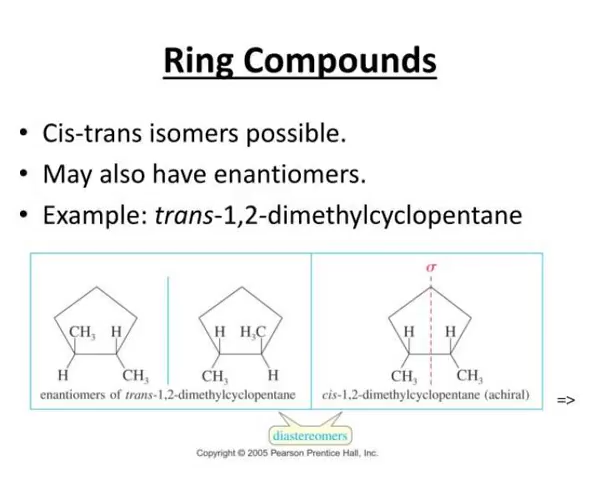 Ring Compounds
• Cis-trans isomers possible.
• May also have enantiomers.
• Example: trans-1,2-dimethylcyclopentane
σ
CH₃ H H H₃C H H
H CH₃ CH₃ H CH₃ CH₃
enantiomers of trans-1,2-dimethylcyclopentane cis-1,2-dimethylcyclopentane (achiral)
=>
diastereomers
Copyright © 2005 Pearson Prentice Hall, Inc.